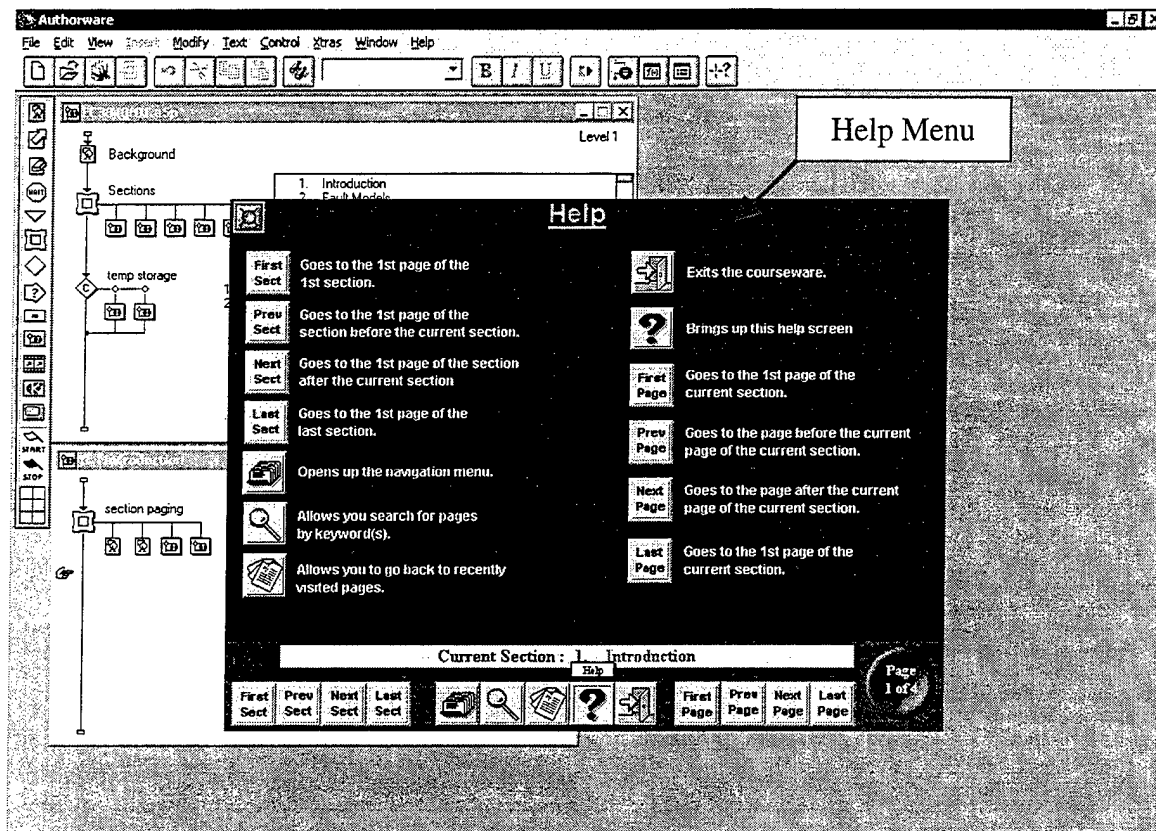 Authorware
File Edit View Insert Modify Text Control Xtras Window Help
B I U
Help Menu
Level 1
Background
Sections
1. Introduction
2. Fault Models
temp storage
C
WAIT
START
STOP
section paging
Help
First Sect
Goes to the 1st page of the
1st section.
Prev Sect
Goes to the 1st page of the
section before the current section.
Next Sect
Goes to the 1st page of the section
after the current section
Last Sect
Goes to the 1st page of the
last section.
Opens up the navigation menu.
Allows you search for pages
by keyword(s).
Allows you to go back to recently
visited pages.
Exits the courseware.
?
Brings up this help screen
First Page
Goes to the 1st page of the
current section.
Prev Page
Goes to the page before the current
page of the current section.
Next Page
Goes to the page after the current
page of the current section.
Last Page
Goes to the 1st page of the
current section.
Current Section : 1. Introduction
Help
First Sect Prev Sect Next Sect Last Sect ? First Page Prev Page Next Page Last Page
Page
1 of 4